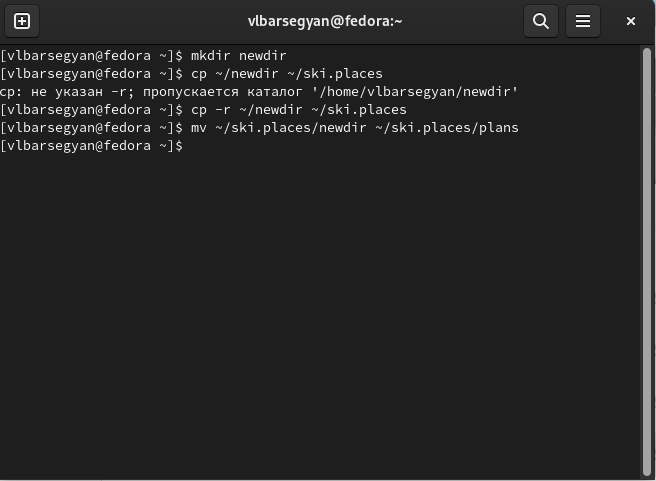 vlbarsegyan@fedora:~
[vlbarsegyan@fedora ~]$ mkdir newdir
[vlbarsegyan@fedora ~]$ cp ~/newdir ~/ski.places
cp: не указан -r; пропускается каталог '/home/vlbarsegyan/newdir'
[vlbarsegyan@fedora ~]$ cp -r ~/newdir ~/ski.places
[vlbarsegyan@fedora ~]$ mv ~/ski.places/newdir ~/ski.places/plans
[vlbarsegyan@fedora ~]$